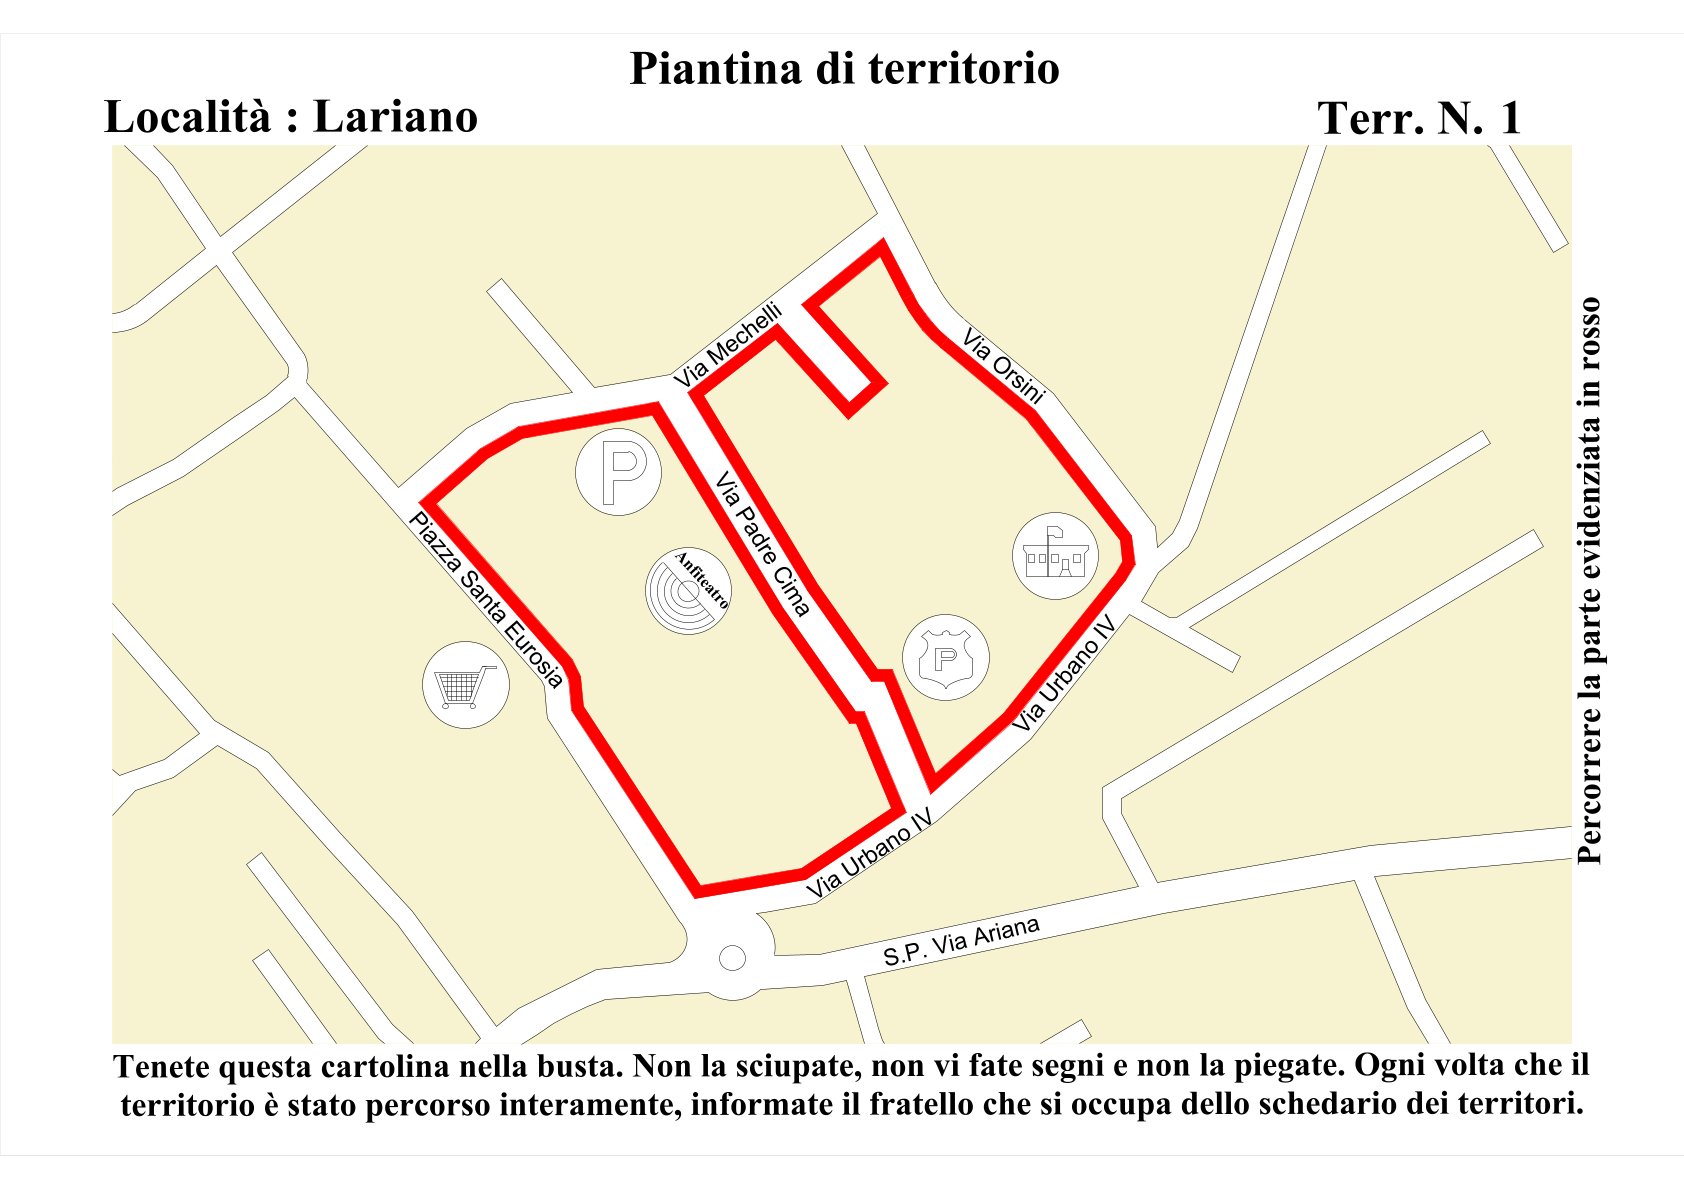 Piantina di territorio
Località : Lariano
Terr. N. 1
Via Mechelli
Via Orsini
P
Via Padre Cima
Piazza Santa Eurosia
Anfiteatro
P
Via Urbano IV
Via Urbano IV
S.P. Via Ariana
Percorrere la parte evidenziata in rosso
Tenete questa cartolina nella busta. Non la sciupate, non vi fate segni e non la piegate. Ogni volta che il
territorio è stato percorso interamente, informate il fratello che si occupa dello schedario dei territori.